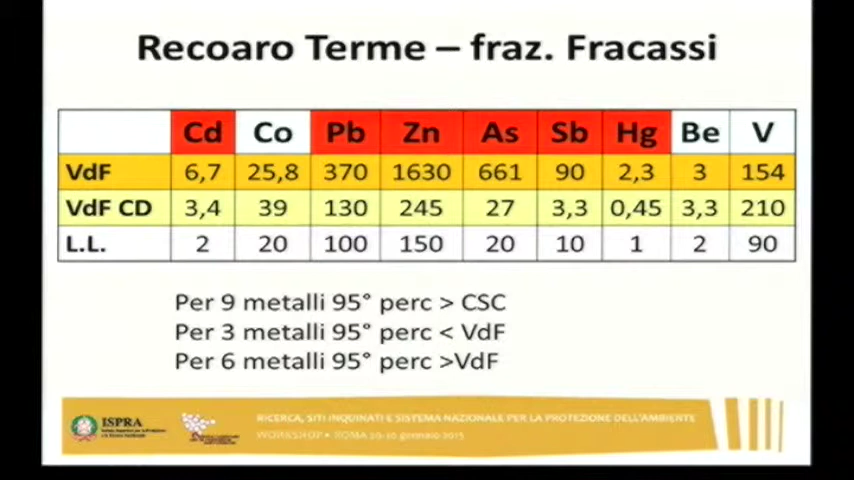 Recoaro Terme – fraz. Fracassi
Cd Co Pb Zn As Sb Hg Be V
VdF 6,7 25,8 370 1630 661 90 2,3 3 154
VdF CD 3,4 39 130 245 27 3,3 0,45 3,3 210
L.L. 2 20 100 150 20 10 1 2 90
Per 9 metalli 95° perc > CSC
Per 3 metalli 95° perc < VdF
Per 6 metalli 95° perc >VdF
ISPRA
RICERCA, SITI INQUINATI E SISTEMA NAZIONALE PER LA PROTEZIONE DELL'AMBIENTE
WORKSHOP • ROMA gennaio 2015